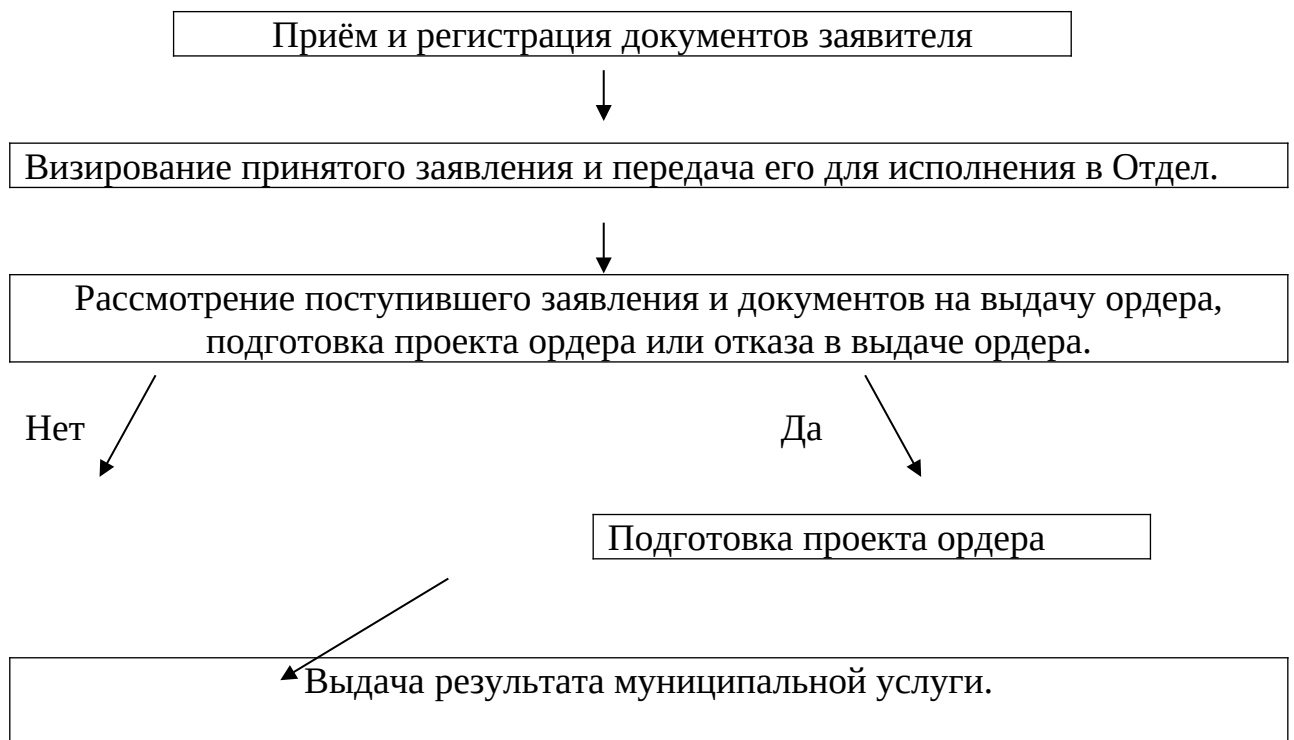 Приём и регистрация документов заявителя
Визирование принятого заявления и передача его для исполнения в Отдел.
Рассмотрение поступившего заявления и документов на выдачу ордера,
подготовка проекта ордера или отказа в выдаче ордера.
Нет
Да
Подготовка проекта ордера
Выдача результата муниципальной услуги.